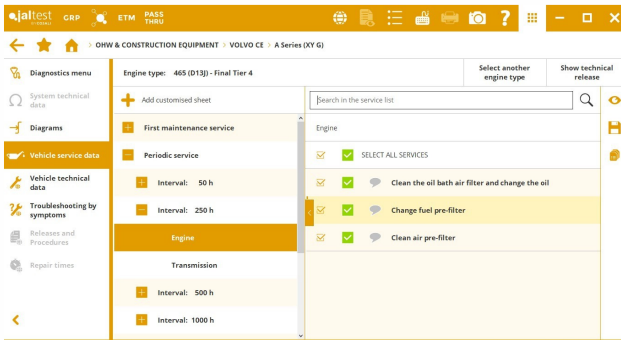 jaltest GRP ETM PASS THRU ?
BY COJALI
> OHW & CONSTRUCTION EQUIPMENT > VOLVO CE > A Series (XY G)
Diagnostics menu
Engine type: 465 (D13J) - Final Tier 4
Select another engine type
Show technical release
System technical data
Add customised sheet
Search in the service list
Diagrams
First maintenance service
Engine
Vehicle service data
Periodic service
SELECT ALL SERVICES
Vehicle technical data
Interval: 50 h
Clean the oil bath air filter and change the oil
Troubleshooting by symptoms
Interval: 250 h
Change fuel pre-filter
Releases and Procedures
Engine
Clean air pre-filter
Repair times
Transmission
Interval: 500 h
Interval: 1000 h